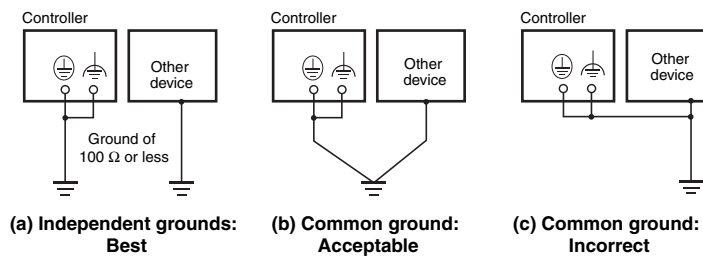 Controller
Other
device
Ground of
100 Ω or less
(a) Independent grounds:
Best
Controller
Other
device
(b) Common ground:
Acceptable
Controller
Other
device
(c) Common ground:
Incorrect